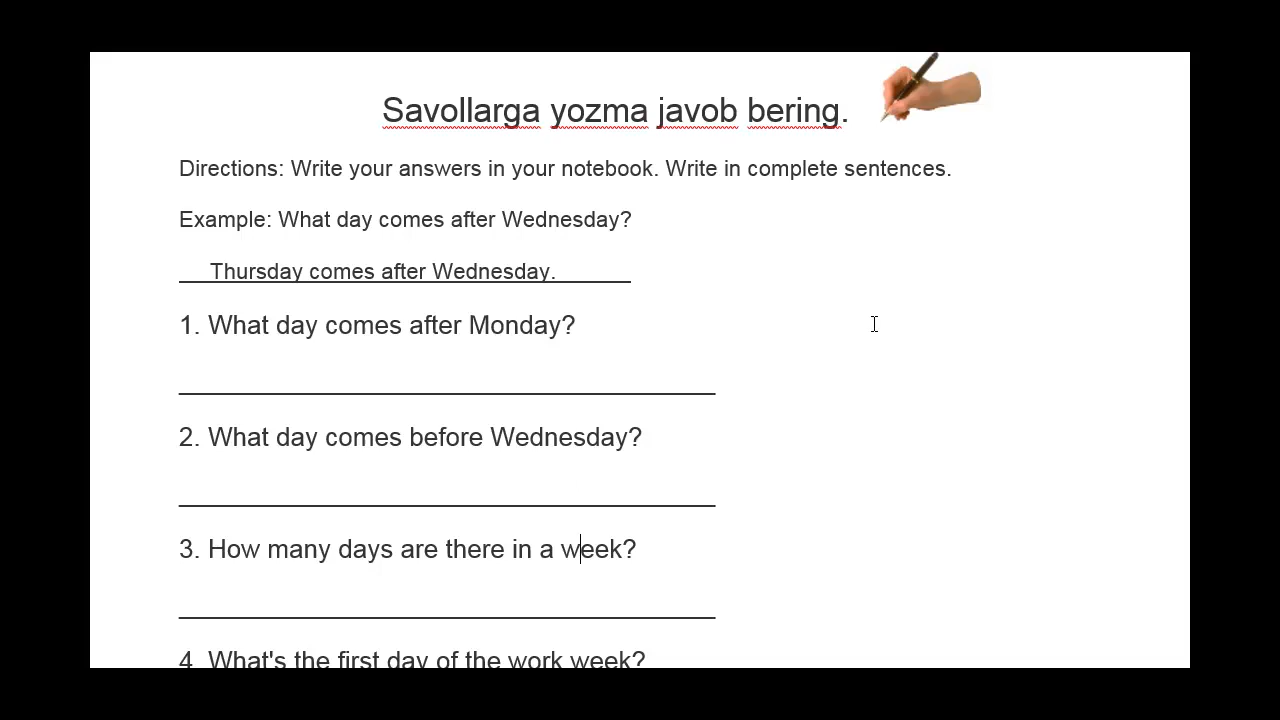 Savollarga yozma javob bering.
Directions: Write your answers in your notebook. Write in complete sentences.
Example: What day comes after Wednesday?
Thursday comes after Wednesday.
1. What day comes after Monday?
2. What day comes before Wednesday?
3. How many days are there in a week?
4. What's the first day of the work week?